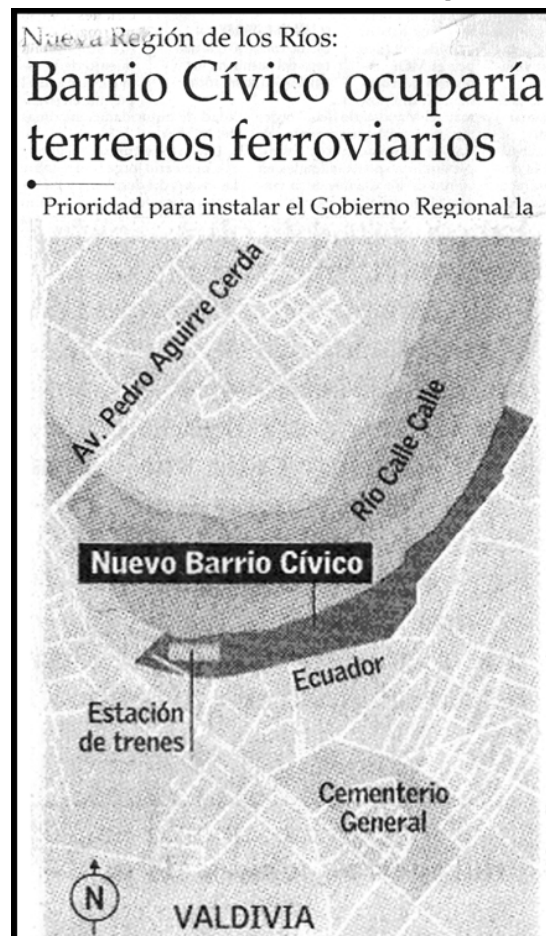 Nueva Región de los Ríos:
Barrio Cívico ocuparía
terrenos ferroviarios
Prioridad para instalar el Gobierno Regional la
Av. Pedro Aguirre Cerda
Río Calle Calle
Nuevo Barrio Cívico
Ecuador
Estación
de trenes
Cementerio
General
N
VALDIVIA